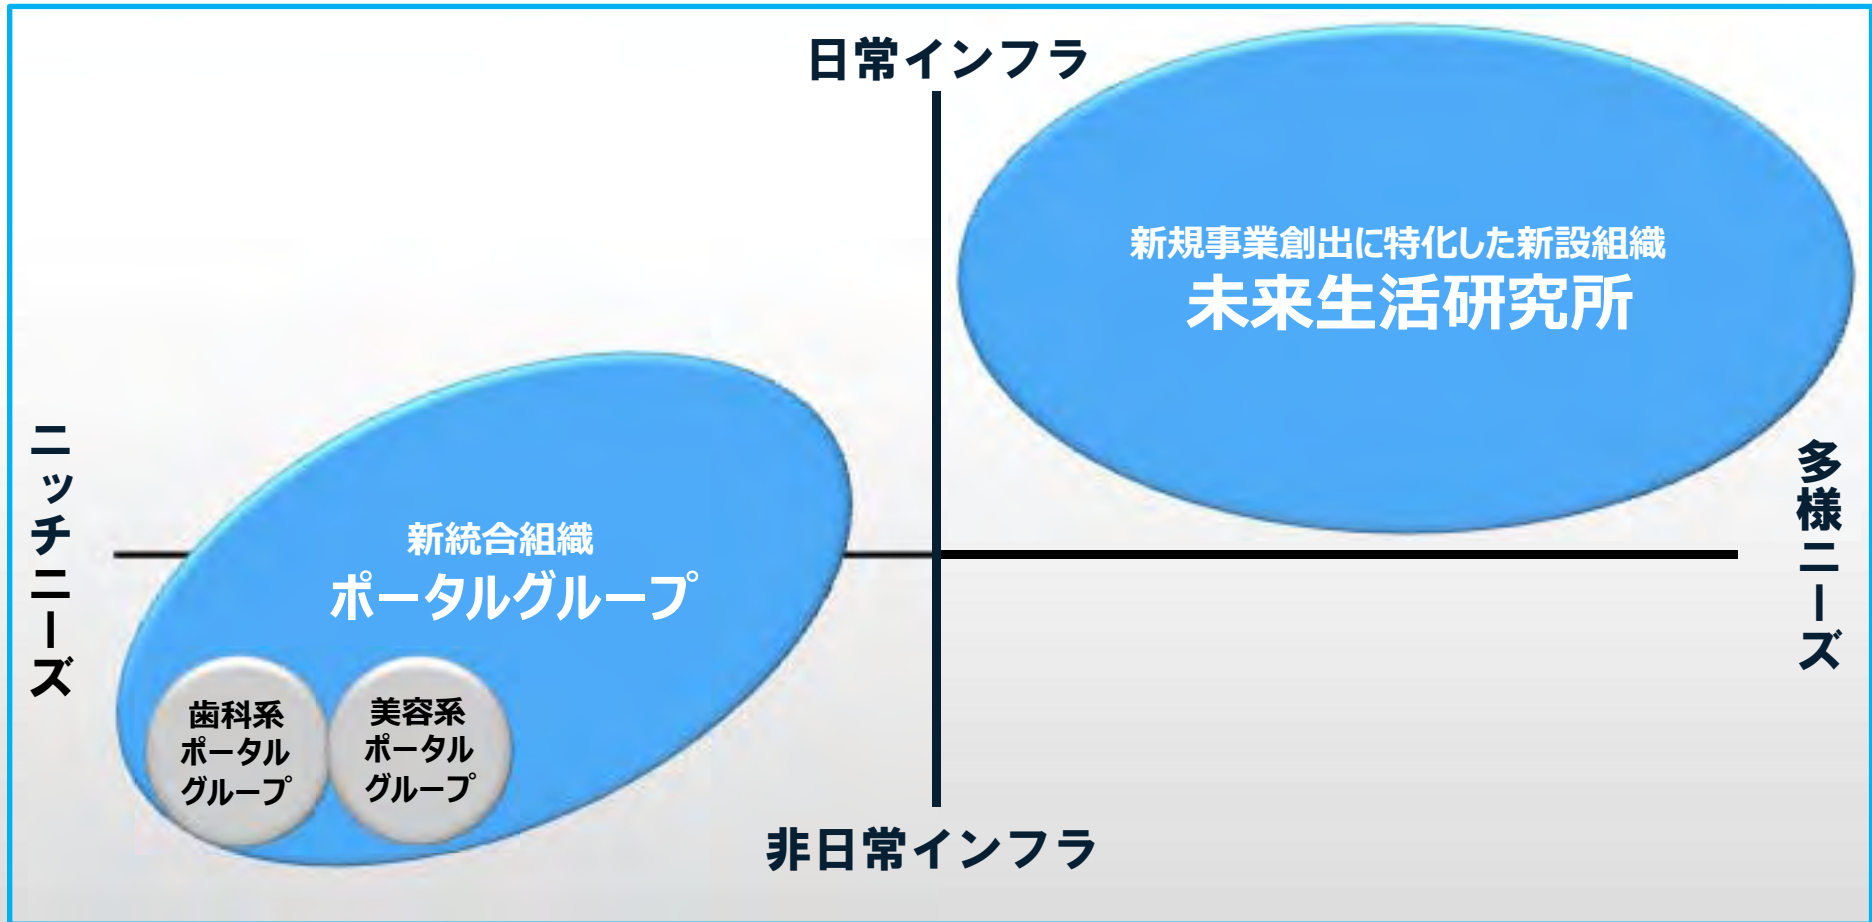 日常インフラ
新規事業創出に特化した新設組織
未来生活研究所
ニッチニーズ
多様ニーズ
新統合組織
ポータルグループ
歯科系
ポータル
グループ
美容系
ポータル
グループ
非日常インフラ